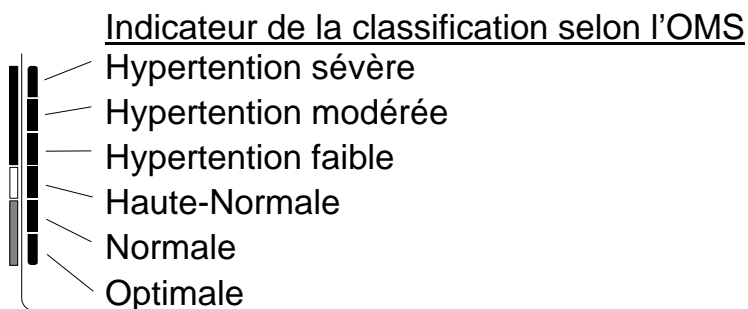 Indicateur de la classification selon l’OMS
Hypertention sévère
Hypertention modérée
Hypertention faible
Haute-Normale
Normale
Optimale